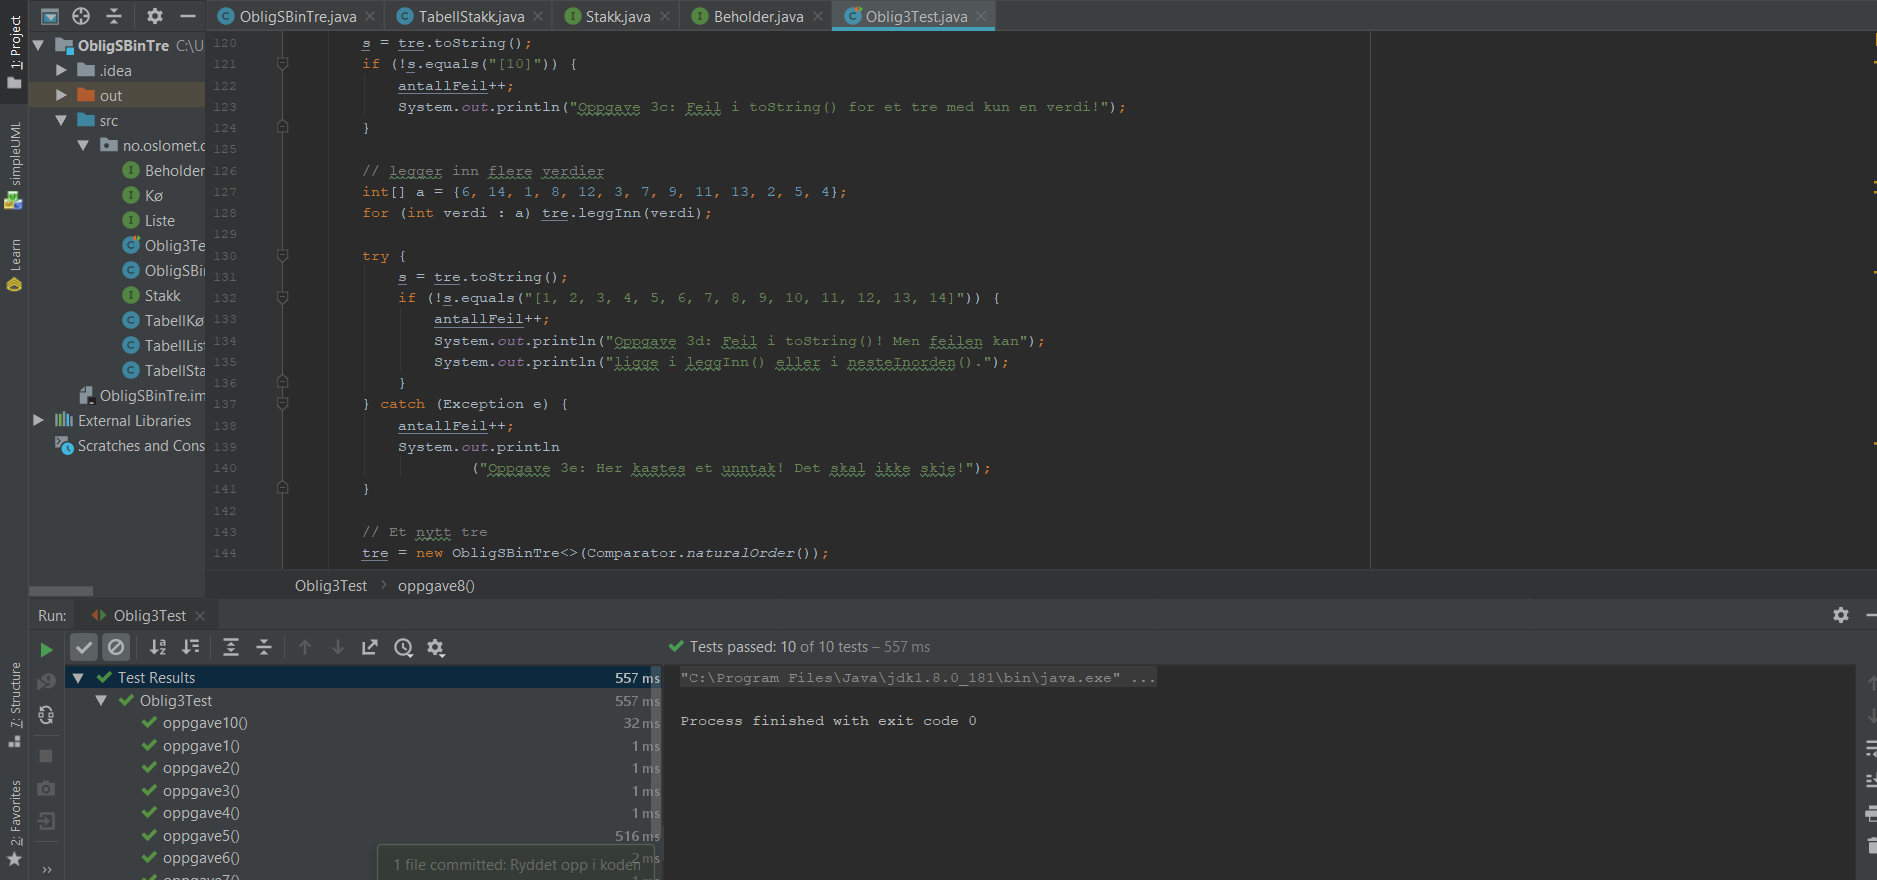 ObligSBinTre.java
TabellStakk.java
Stakk.java
Beholder.java
Oblig3Test.java
1: Project
simpleUML
Learn
7: Structure
2: Favorites
ObligSBinTre C:\U
.idea
out
src
no.oslomet.c
Beholder
Kø
Liste
Oblig3Te
ObligSBi
Stakk
TabellKø
TabellList
TabellSta
ObligSBinTre.im
External Libraries
Scratches and Cons
120 s = tre.toString();
121 if (!s.equals("[10]")) {
122 antallFeil++;
123 System.out.println("Oppgave 3c: Feil i toString() for et tre med kun en verdi!");
124 }
125
126 // legger inn flere verdier
127 int[] a = {6, 14, 1, 8, 12, 3, 7, 9, 11, 13, 2, 5, 4};
128 for (int verdi : a) tre.leggInn(verdi);
129
130 try {
131 s = tre.toString();
132 if (!s.equals("[1, 2, 3, 4, 5, 6, 7, 8, 9, 10, 11, 12, 13, 14]")) {
133 antallFeil++;
134 System.out.println("Oppgave 3d: Feil i toString()! Men feilen kan");
135 System.out.println("ligge i leggInn() eller i nesteInorden().");
136 }
137 } catch (Exception e) {
138 antallFeil++;
139 System.out.println
140 ("Oppgave 3e: Her kastes et unntak! Det skal ikke skje!");
141 }
142
143 // Et nytt tre
144 tre = new ObligSBinTre<>(Comparator.naturalOrder());
Oblig3Test > oppgave8()
Run: Oblig3Test
Tests passed: 10 of 10 tests – 557 ms
Test Results 557 ms
Oblig3Test 557 ms
oppgave10() 32 ms
oppgave1() 1 ms
oppgave2() 1 ms
oppgave3() 1 ms
oppgave4() 1 ms
oppgave5() 516 ms
oppgave6() 2 ms
oppgave7() 1 ms
1 file committed: Ryddet opp i koden
"C:\Program Files\Java\jdk1.8.0_181\bin\java.exe" ...
Process finished with exit code 0